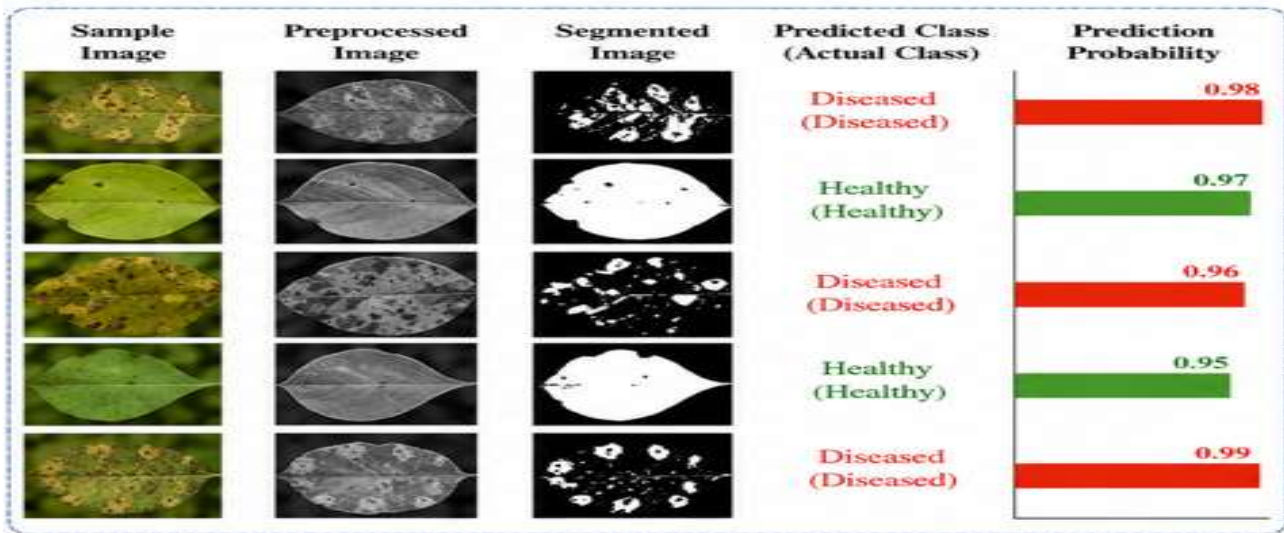 Sample
Image
Preprocessed
Image
Segmented
Image
Predicted Class
(Actual Class)
Prediction
Probability
Diseased
(Diseased)
0.98
Healthy
(Healthy)
0.97
Diseased
(Diseased)
0.96
Healthy
(Healthy)
0.95
Diseased
(Diseased)
0.99